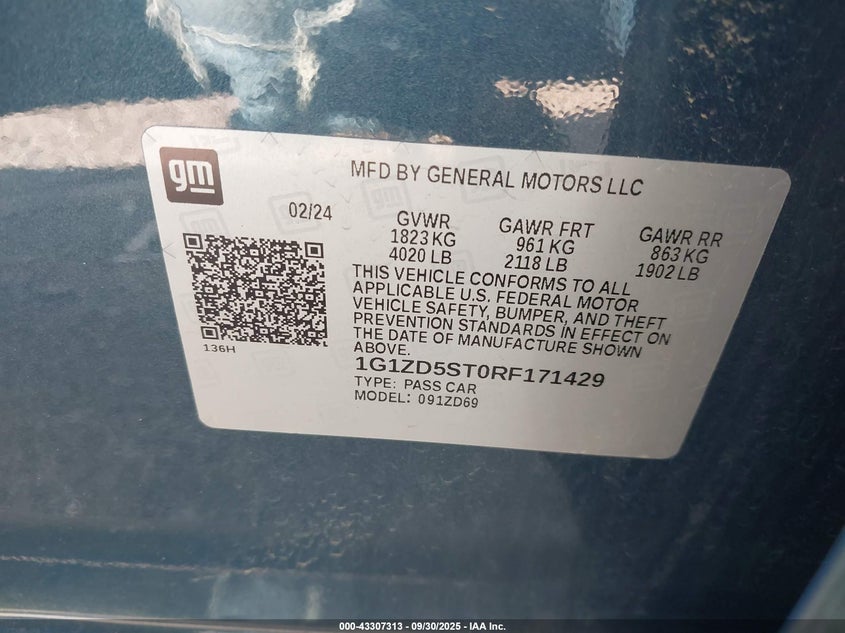 gm
MFD BY GENERAL MOTORS LLC
02/24
GVWR
1823 KG
4020 LB
GAWR FRT
961 KG
2118 LB
GAWR RR
863 KG
1902 LB
THIS VEHICLE CONFORMS TO ALL
APPLICABLE U.S. FEDERAL MOTOR
VEHICLE SAFETY, BUMPER, AND THEFT
PREVENTION STANDARDS IN EFFECT ON
THE DATE OF MANUFACTURE SHOWN
ABOVE.
136H
1G1ZD5ST0RF171429
TYPE: PASS CAR
MODEL: 091ZD69
000-43307313 - 09/30/2025 - IAA Inc.